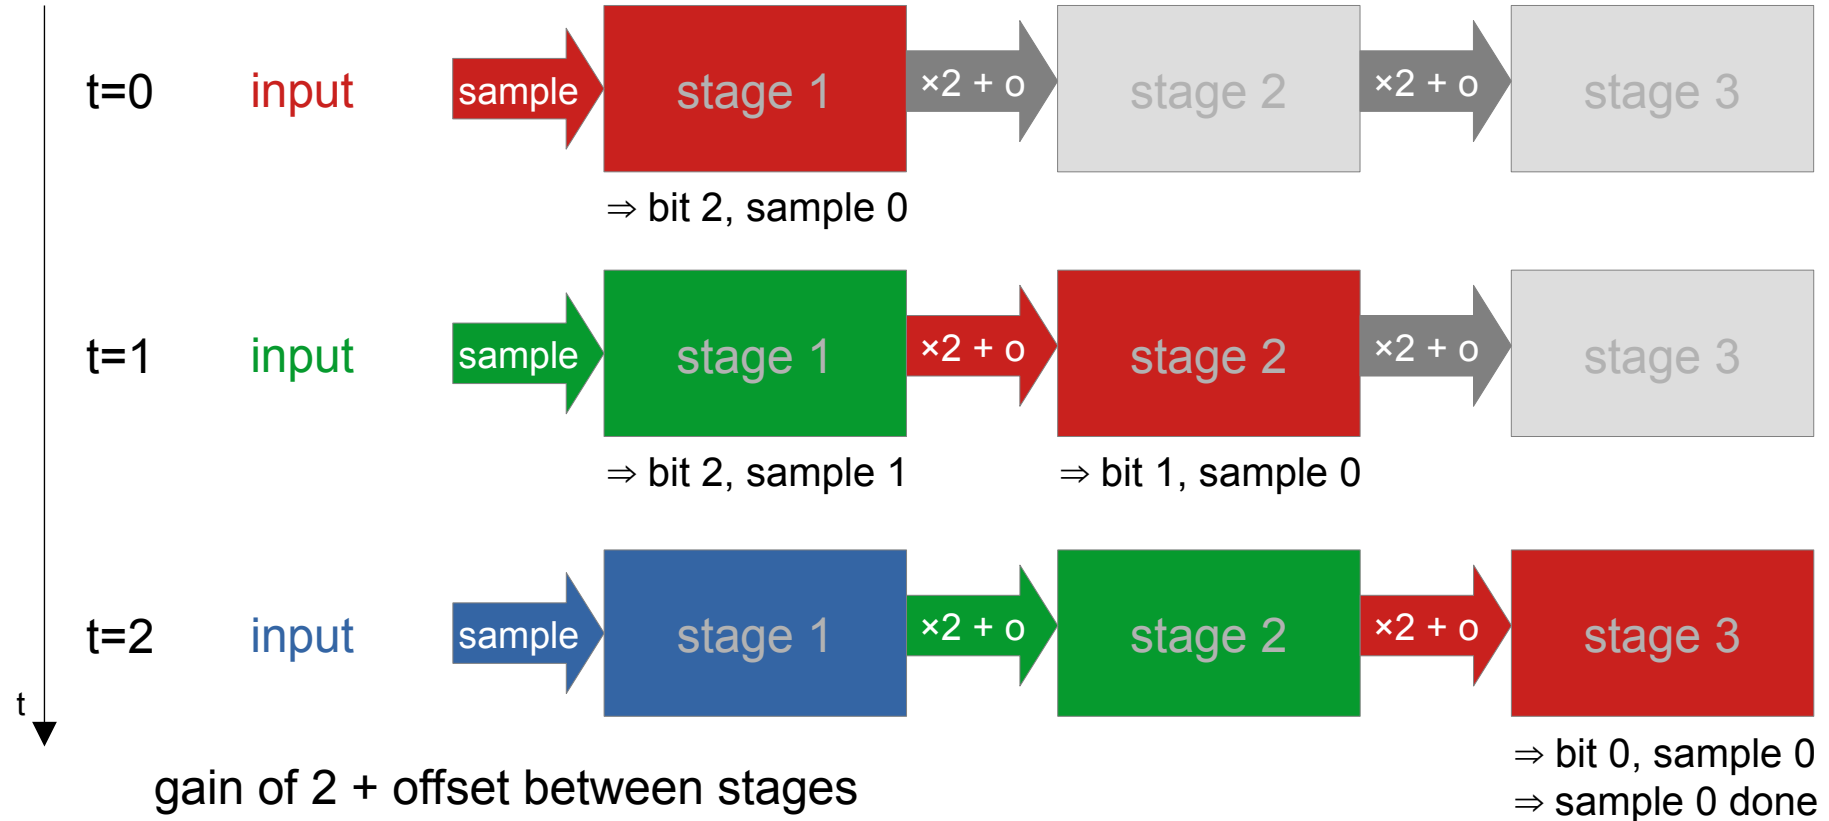 t=0 input sample stage 1 ×2 + o stage 2 ×2 + o stage 3
⇒ bit 2, sample 0
t=1 input sample stage 1 ×2 + o stage 2 ×2 + o stage 3
⇒ bit 2, sample 1 ⇒ bit 1, sample 0
t=2 input sample stage 1 ×2 + o stage 2 ×2 + o stage 3
t
⇒ bit 0, sample 0
gain of 2 + offset between stages
⇒ sample 0 done